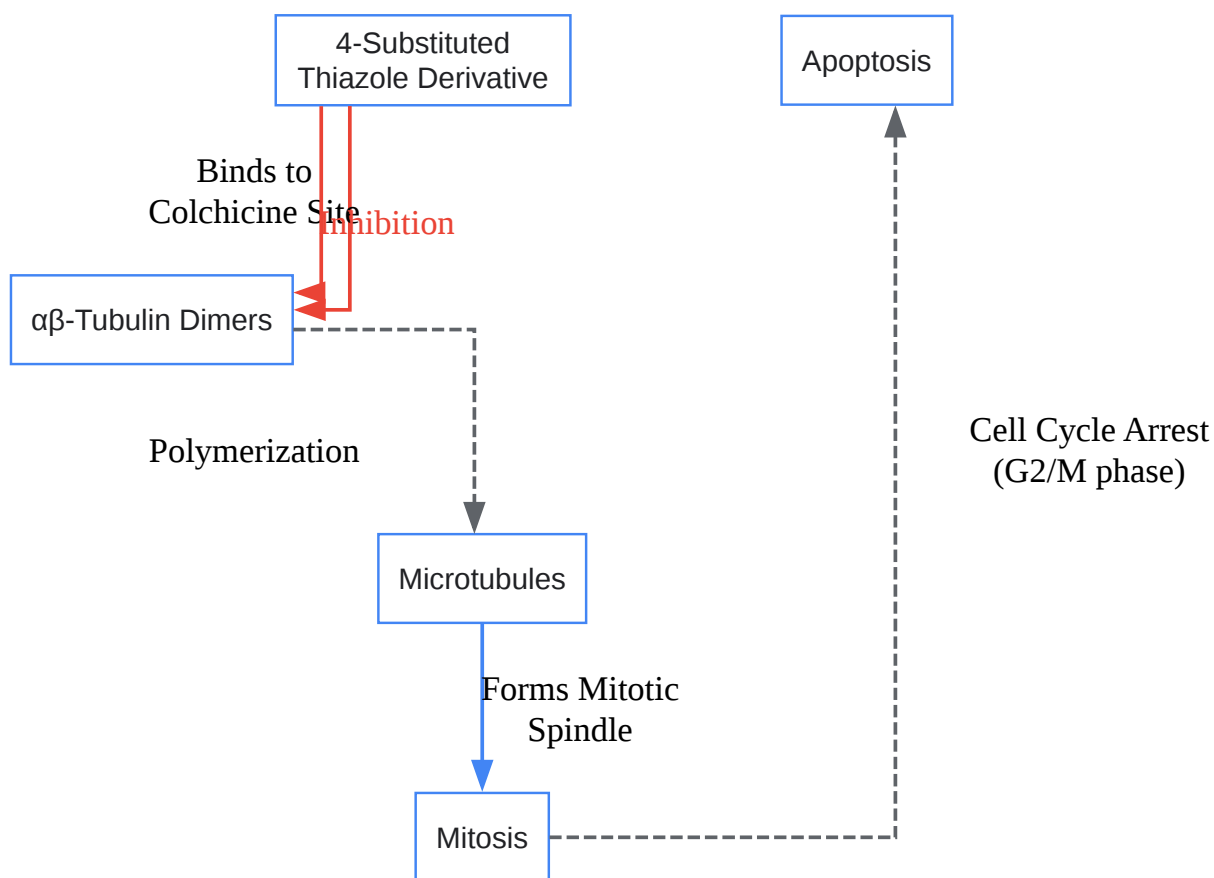 4-Substituted
Thiazole Derivative
Apoptosis
Binds to
Colchicine Site
Inhibition
αβ-Tubulin Dimers
Polymerization
Cell Cycle Arrest
(G2/M phase)
Microtubules
Forms Mitotic
Spindle
Mitosis